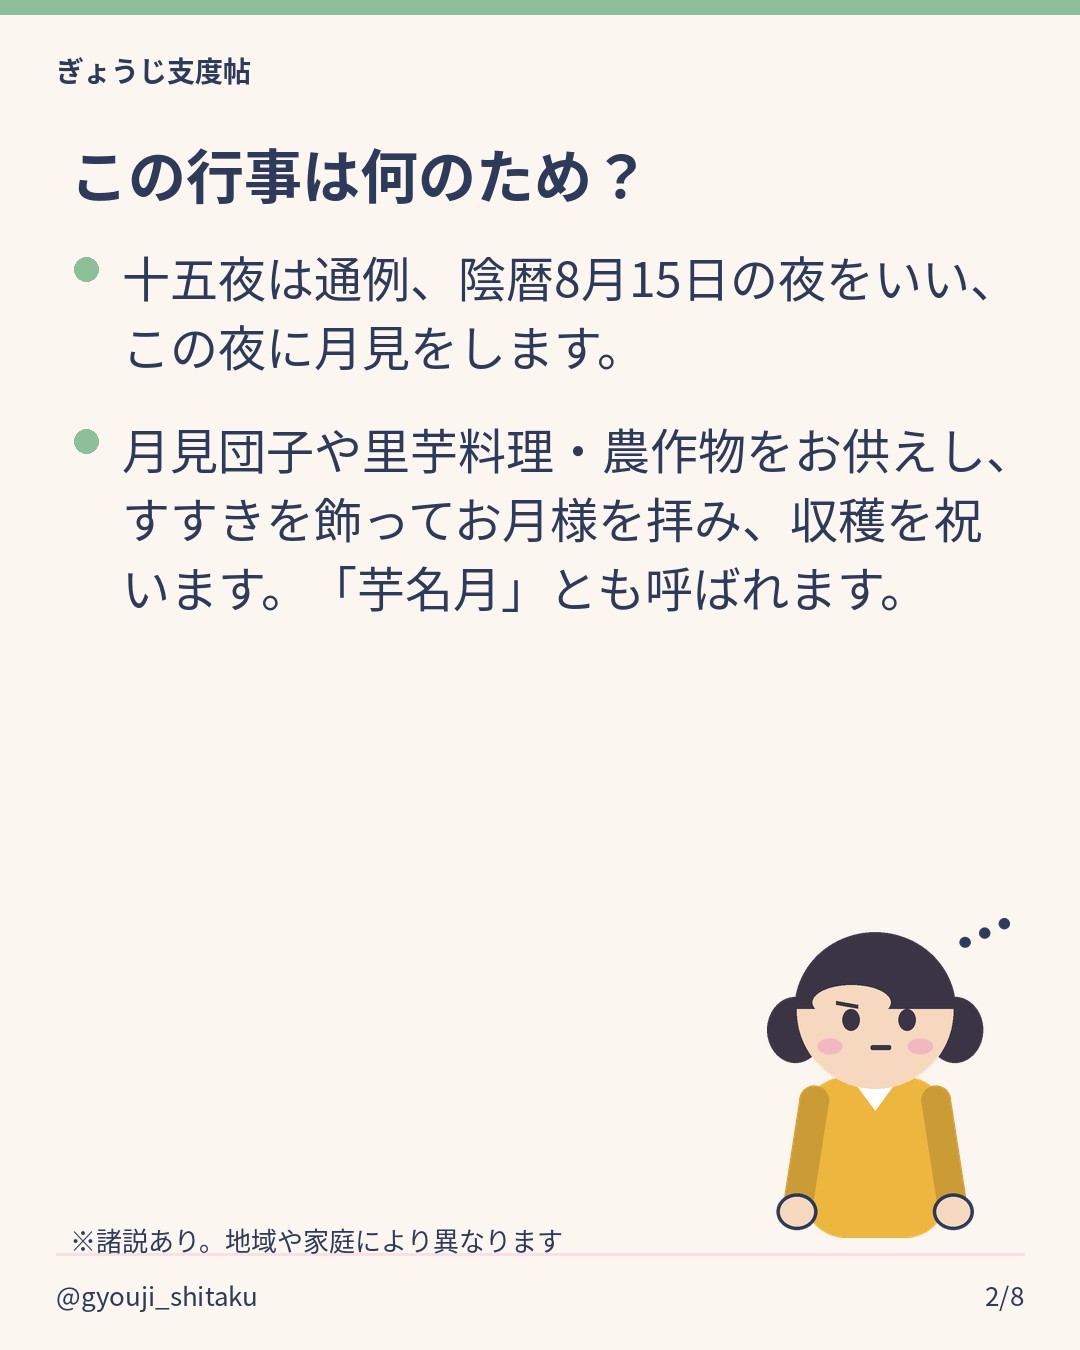 ぎょうじ支度帖
この行事は何のため？
十五夜は通例、陰暦8月15日の夜をいい、
この夜に月見をします。
月見団子や里芋料理・農作物をお供えし、
すすきを飾ってお月様を拝み、収穫を祝
います。「芋名月」とも呼ばれます。
※諸説あり。地域や家庭により異なります
@gyouji_shitaku
2/8